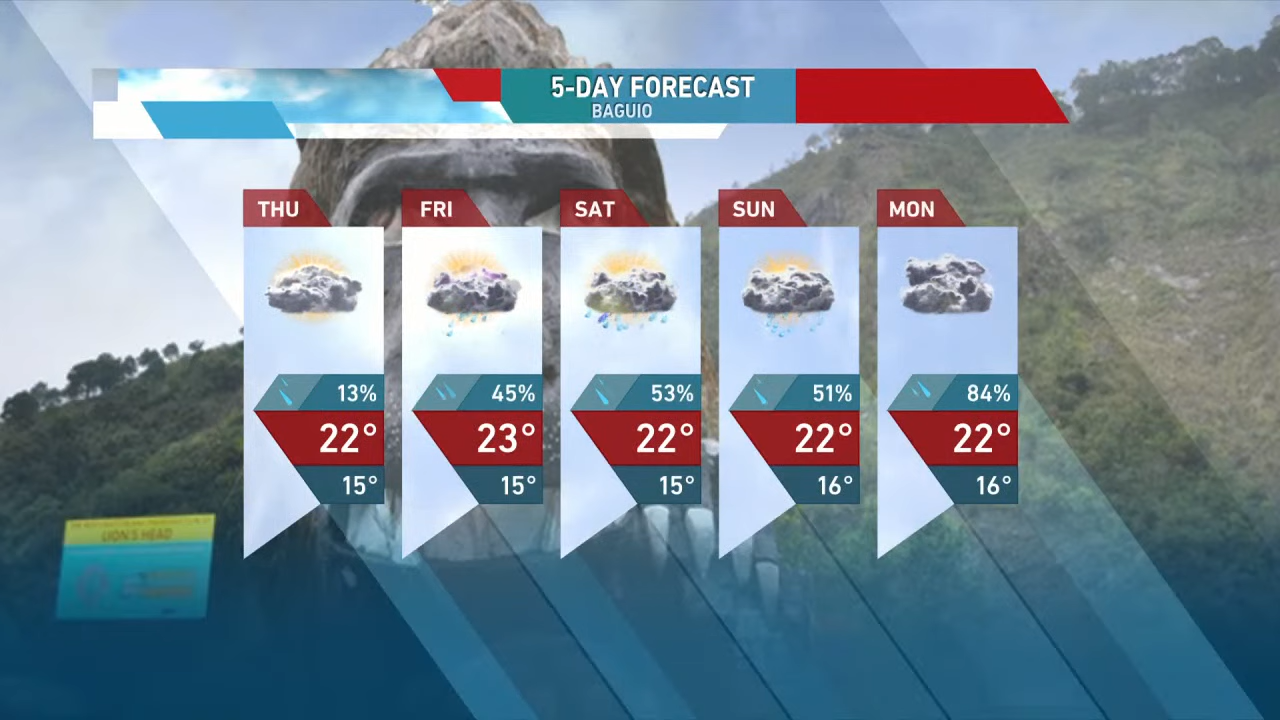 5-DAY FORECAST
BAGUIO
THU
FRI
SAT
SUN
MON
13%
45%
53%
51%
84%
22°
23°
22°
22°
22°
15°
15°
15°
16°
16°
LION'S HEAD